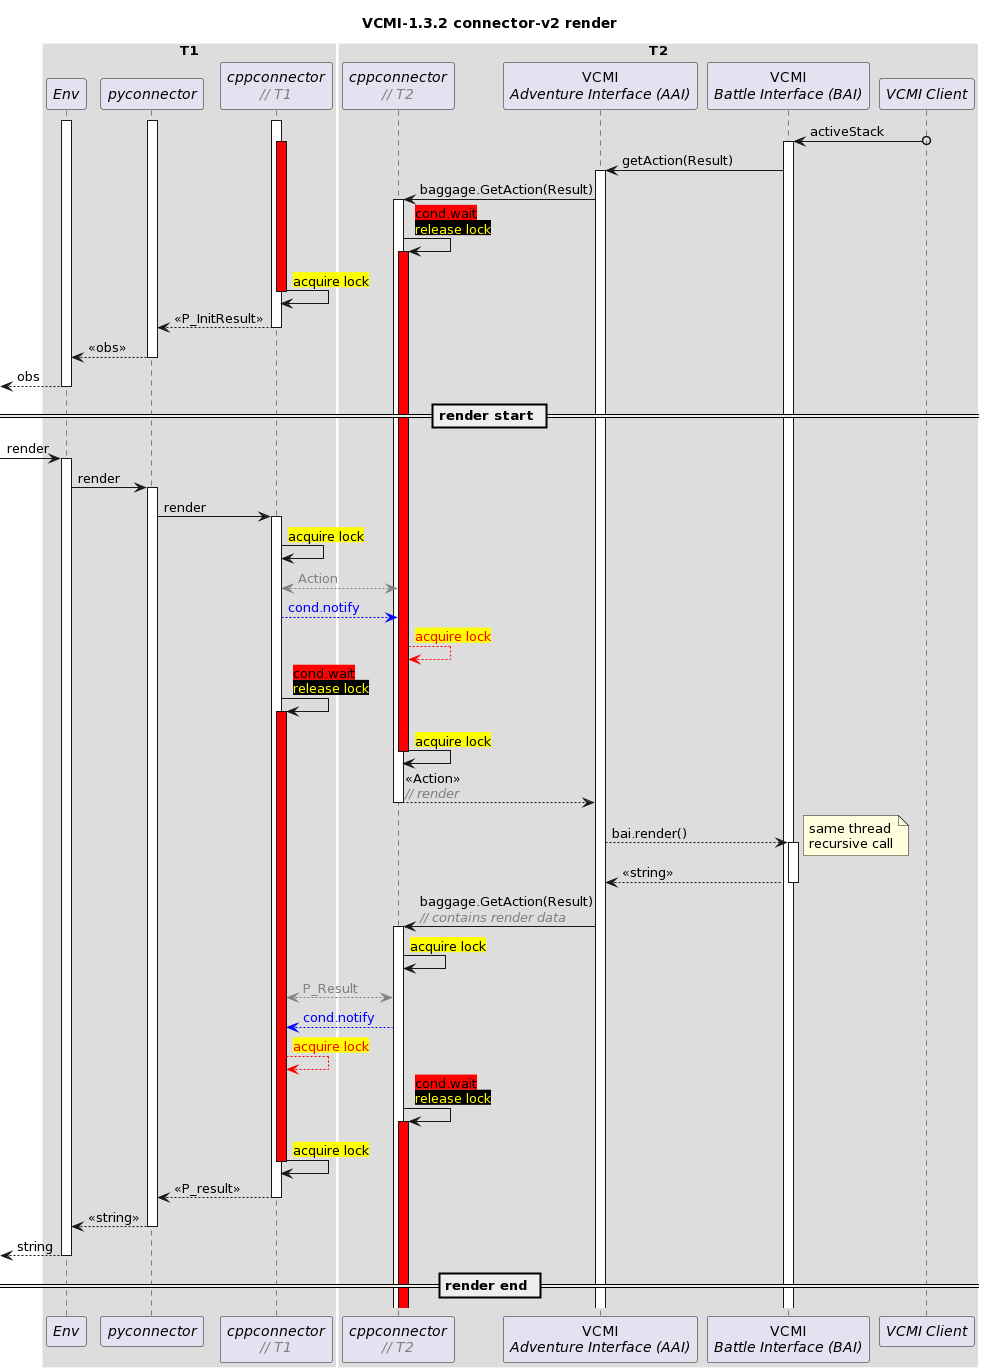 VCMI-1.3.2 connector-v2 render
T1
T2
Env
pyconnector
cppconnector
// T1
cppconnector
// T2
VCMI
Adventure Interface (AAI)
VCMI
Battle Interface (BAI)
VCMI Client
activeStack
getAction(Result)
baggage.GetAction(Result)
cond.wait
release lock
acquire lock
«P_InitResult»
«obs»
obs
render start
render
render
render
acquire lock
Action
cond.notify
acquire lock
cond.wait
release lock
acquire lock
«Action»
// render
same thread
recursive call
bai.render()
«string»
baggage.GetAction(Result)
// contains render data
acquire lock
P_Result
cond.notify
acquire lock
cond.wait
release lock
acquire lock
«P_result»
«string»
string
render end
Env
pyconnector
cppconnector
// T1
cppconnector
// T2
VCMI
Adventure Interface (AAI)
VCMI
Battle Interface (BAI)
VCMI Client